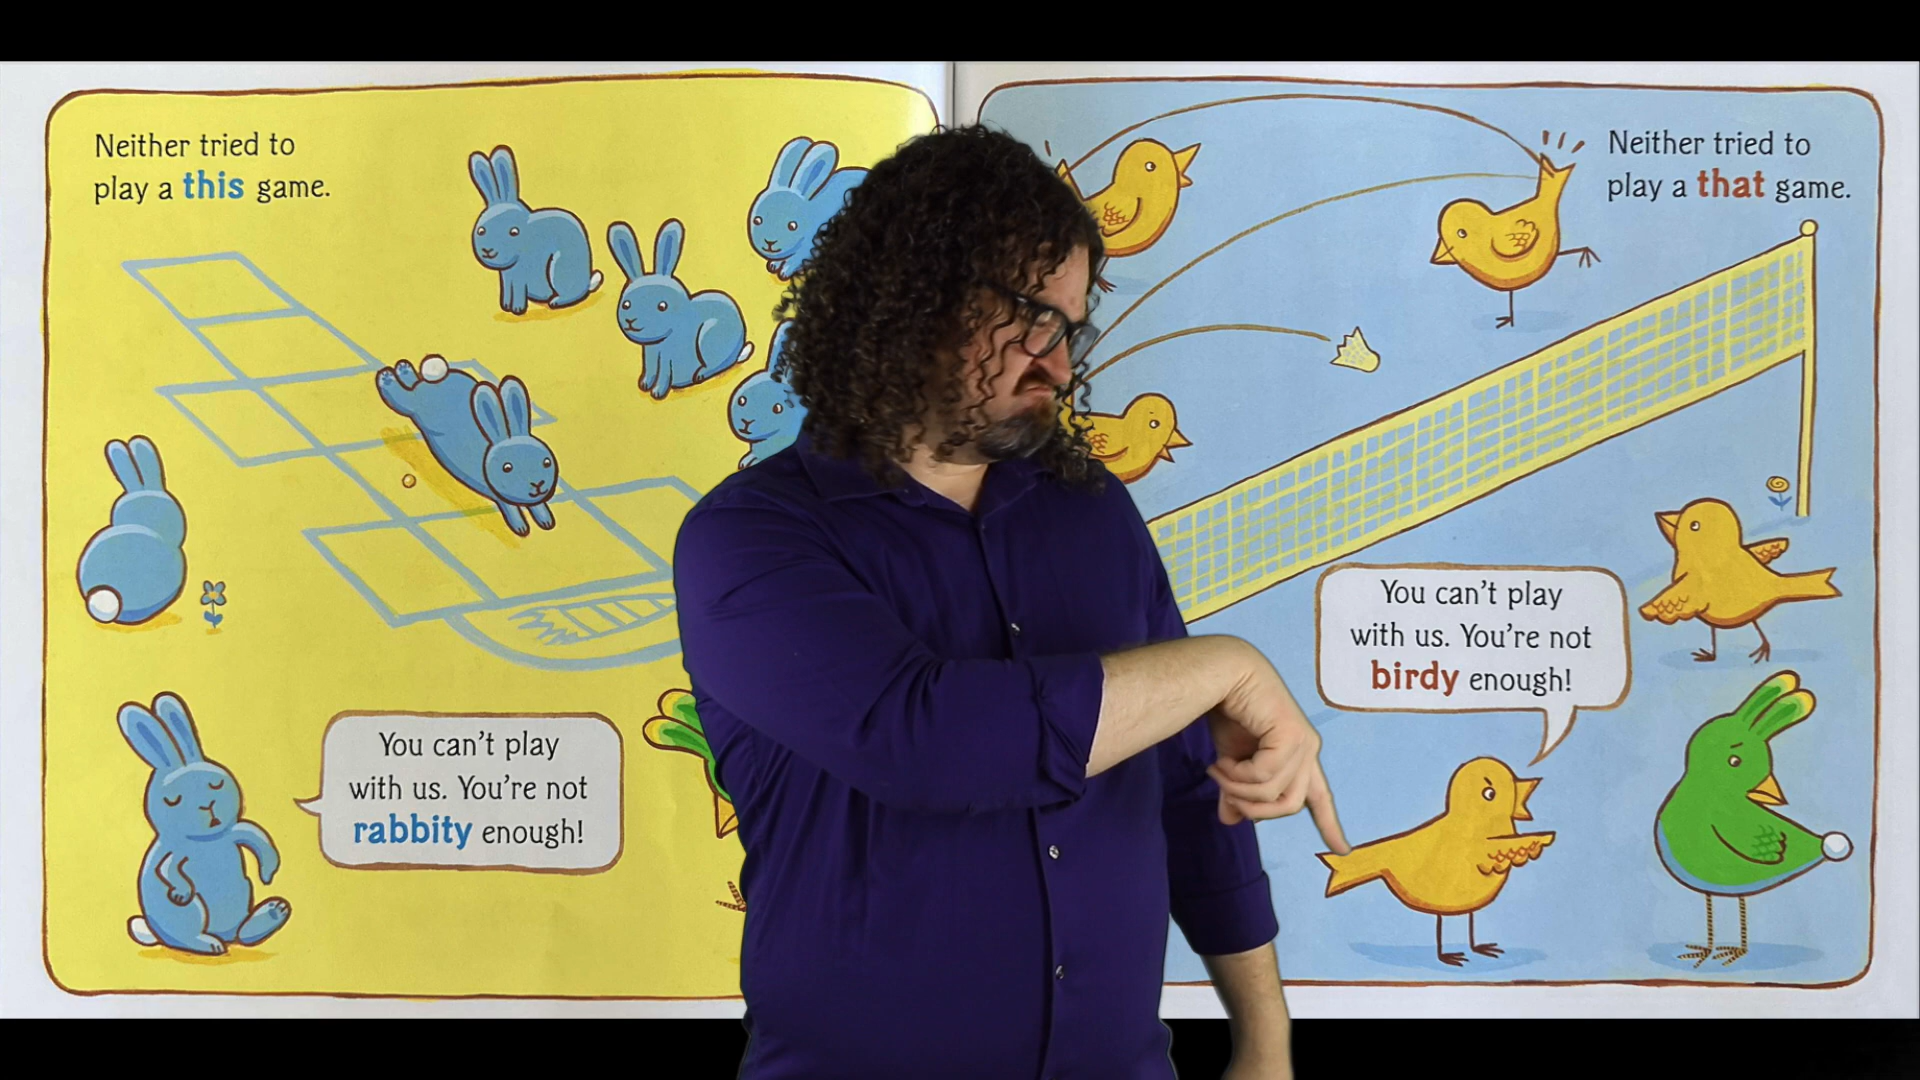 Neither tried to
play a this game.
You can't play
with us. You're not
rabbity enough!
Neither tried to
play a that game.
You can't play
with us. You're not
birdy enough!